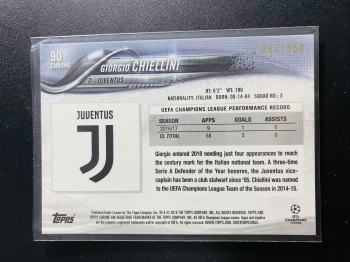 90
CHROME
GIORGIO CHIELLINI
D - JUVENTUS
HT: 6'2" WT: 190
NATIONALITY: ITALIAN BORN: 08-14-84 SQUAD NO.: 3
JUVENTUS
UEFA CHAMPIONS LEAGUE PERFORMANCE RECORD
SEASON APPS GOALS ASSISTS
2016/17 9 1 0
CL TOTAL 58 3 0
Giorgio entered 2018 needing just four appearances to reach
the century mark for the Italian national team. A three-time
Serie A Defender of the Year honoree, the Juventus vice-
captain has been a club stalwart since '05. Chiellini was named
to the UEFA Champions League Team of the Season in 2014-15.
Topps
CHAMPIONS
LEAGUE